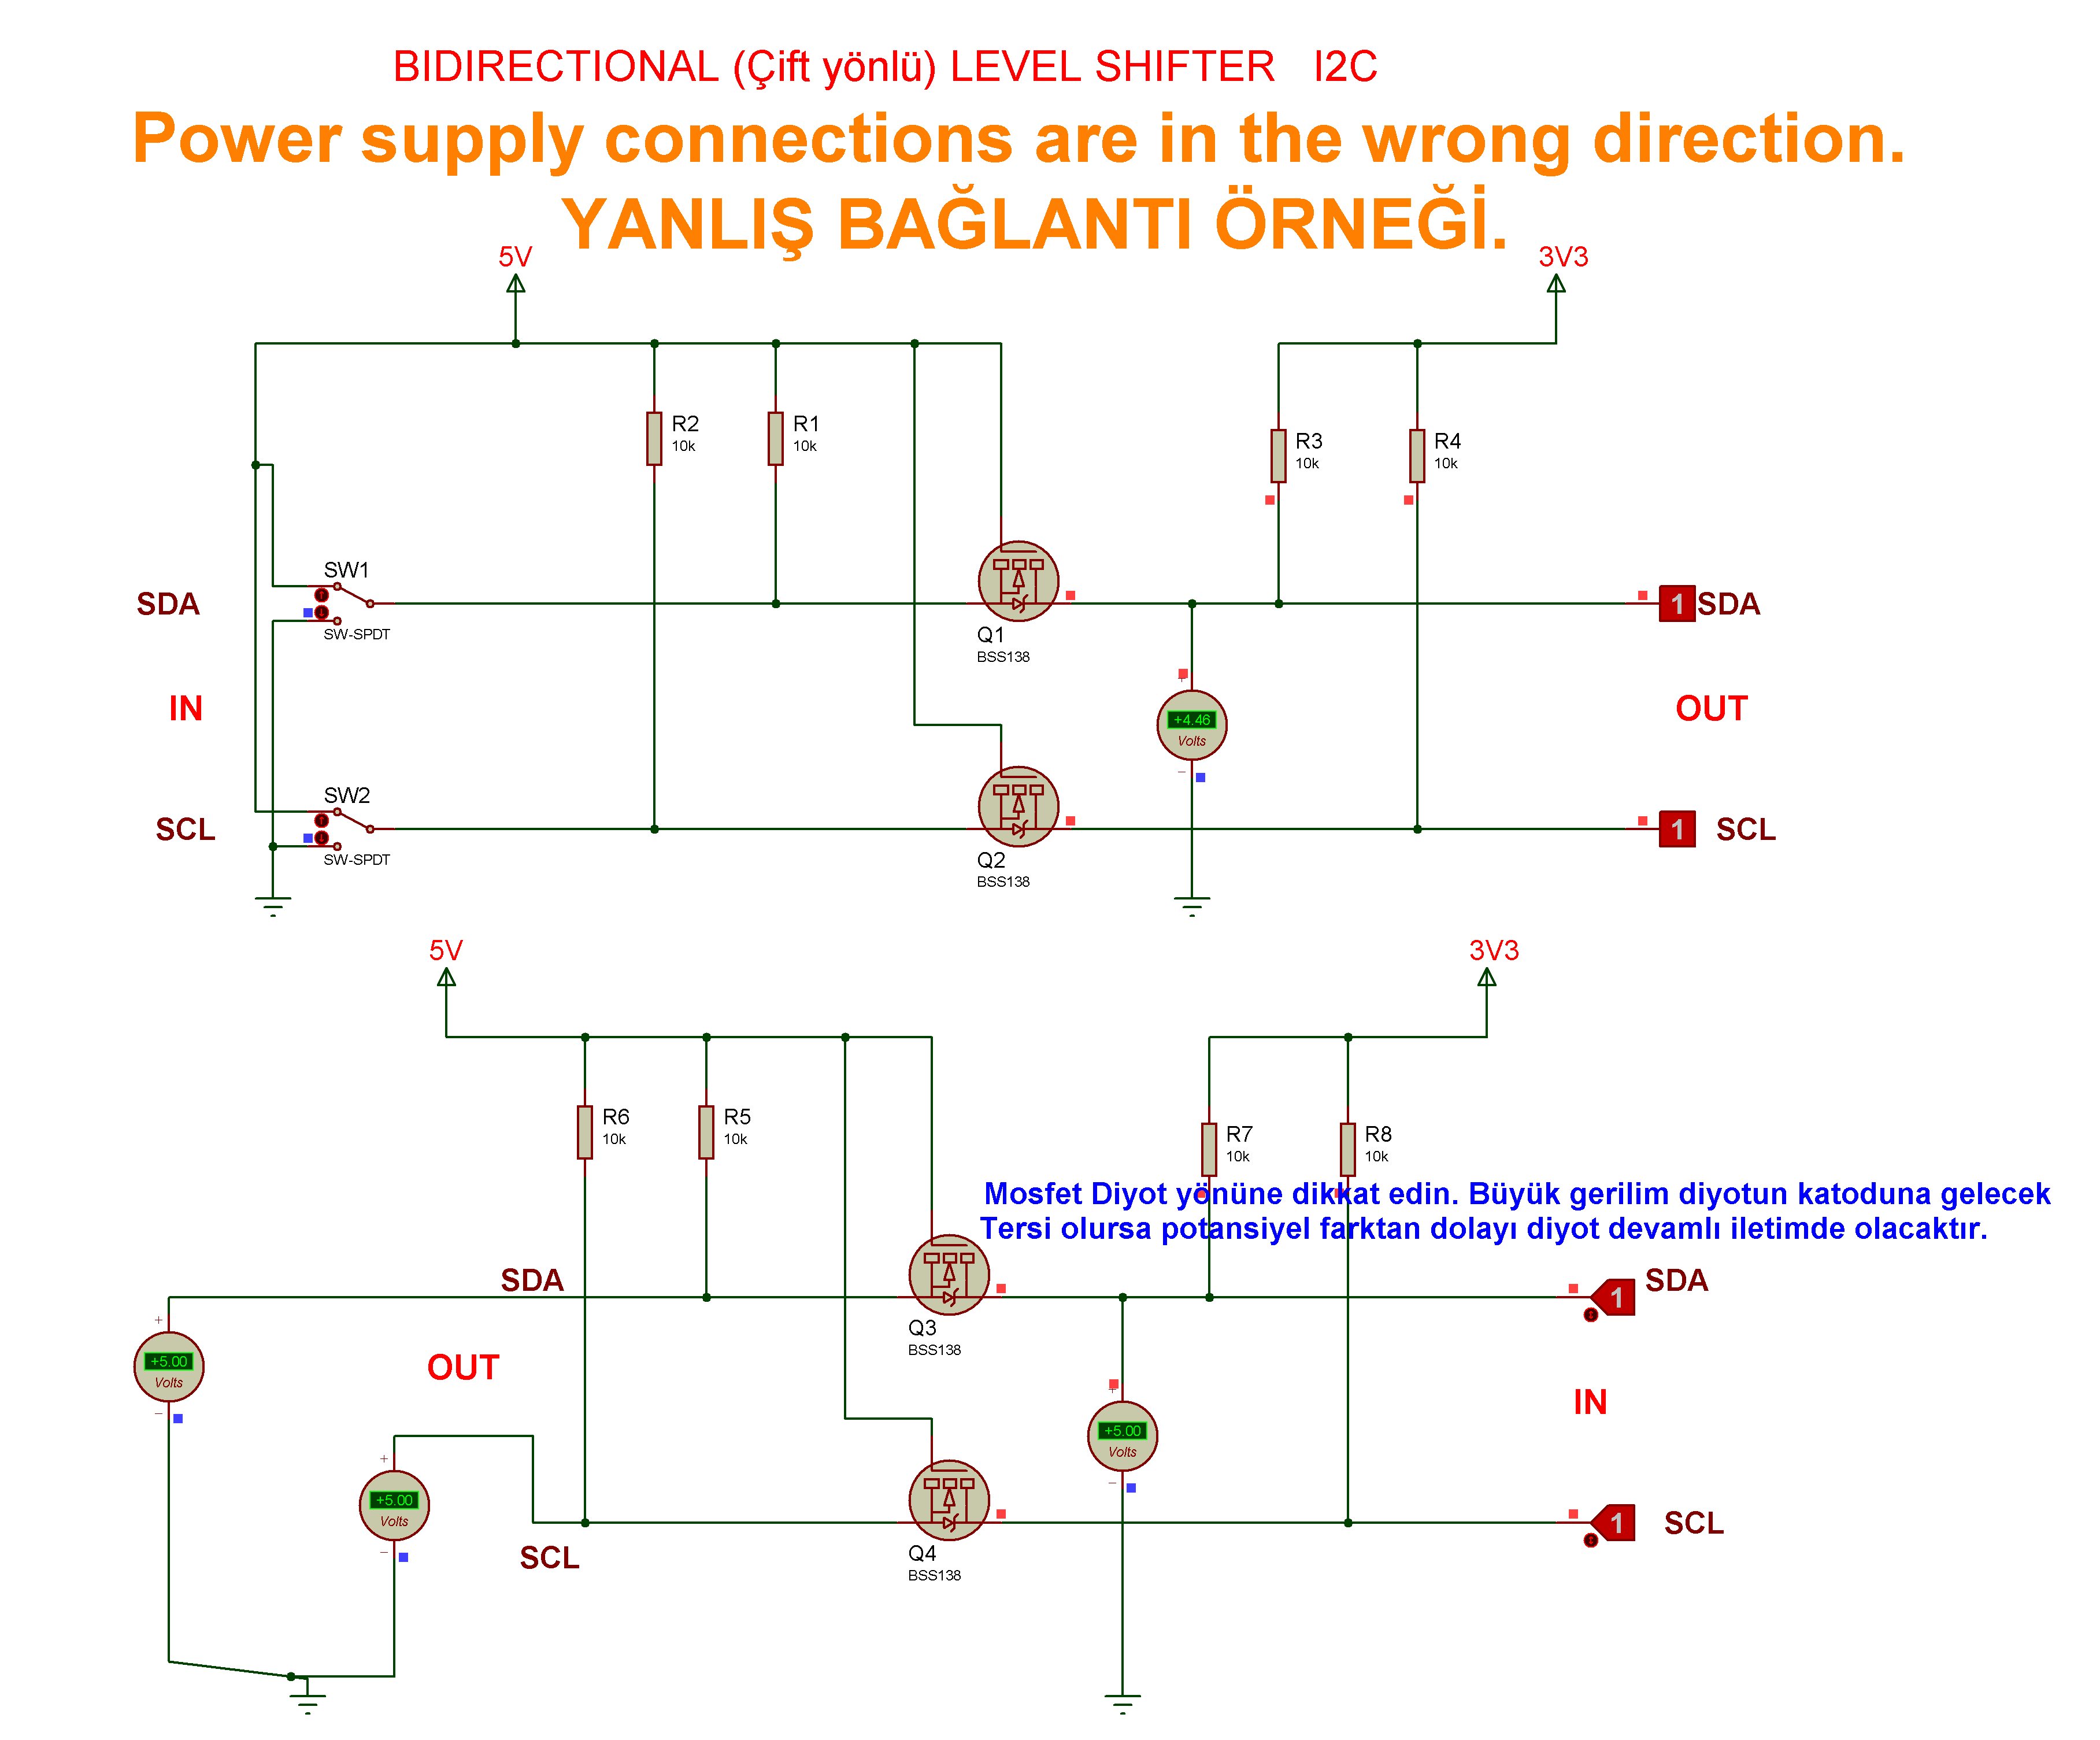 BIDIRECTIONAL (Çift yönlü) LEVEL SHIFTER I2C
Power supply connections are in the wrong direction.
YANLIŞ BAĞLANTI ÖRNEĞİ.
5V
3V3
R2
10k
R1
10k
R3
10k
R4
10k
SW1
SDA
SW-SPDT
Q1
BSS138
1
SDA
IN
+4.46
Volts
OUT
SW2
SCL
SW-SPDT
Q2
BSS138
1
SCL
5V
3V3
R6
10k
R5
10k
R7
10k
R8
10k
Mosfet Diyot yönüne dikkat edin. Büyük gerilim diyotun katoduna gelecek
Tersi olursa potansiyel farktan dolayı diyot devamlı iletimde olacaktır.
SDA
Q3
BSS138
1
SDA
+5.00
Volts
OUT
+5.00
Volts
IN
+5.00
Volts
SCL
Q4
BSS138
1
SCL